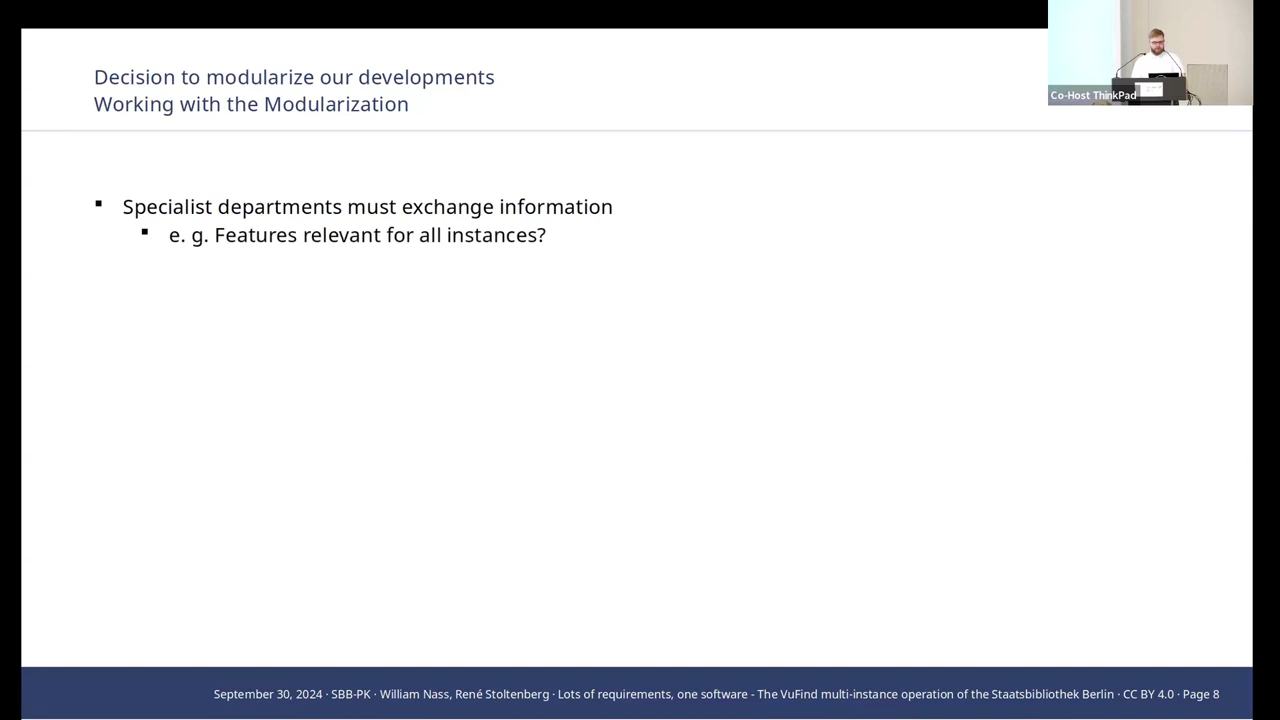 Decision to modularize our developments
Working with the Modularization
Co-Host ThinkPad
Specialist departments must exchange information
e. g. Features relevant for all instances?
September 30, 2024 · SBB-PK · William Nass, René Stoltenberg · Lots of requirements, one software - The VuFind multi-instance operation of the Staatsbibliothek Berlin · CC BY 4.0 · Page 8